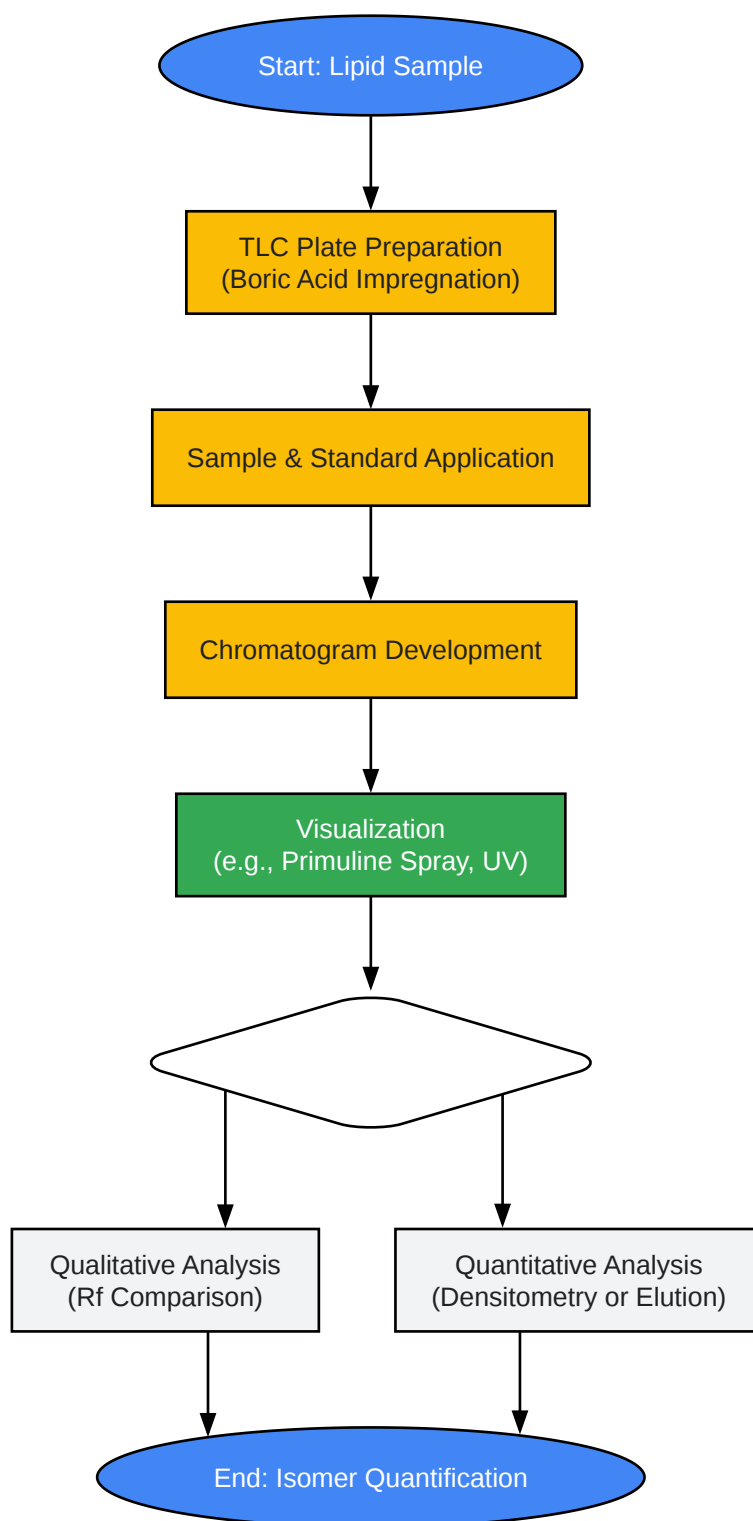 Start: Lipid Sample
TLC Plate Preparation
(Boric Acid Impregnation)
Sample & Standard Application
Chromatogram Development
Visualization
(e.g., Primuline Spray, UV)
Qualitative Analysis
(Rf Comparison)
Quantitative Analysis
(Densitometry or Elution)
End: Isomer Quantification